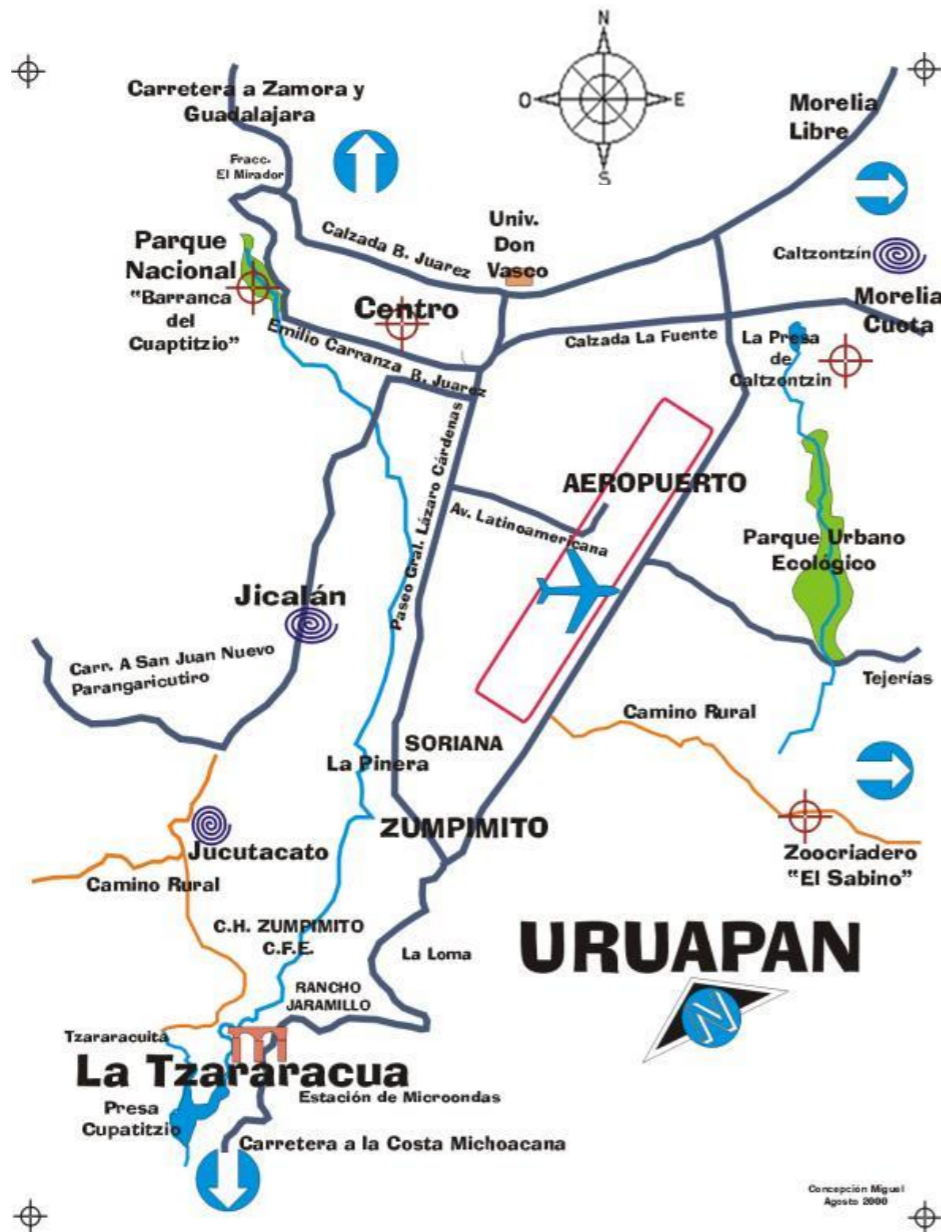 N
O
E
S
Carretera a Zamora y
Guadalajara
Fracc.
El Mirador
Morelia
Libre
Univ.
Don
Vasco
Calzada B. Juarez
Parque
Nacional
"Barranca
del
Cuaptitzio"
Centro
Caltzontzín
Morelia
Cuota
Calzada La Fuente
La Presa
de
Caltzontzin
Emilio Carranza B. Juarez
Paseo Gral. Lázaro Cárdenas
AEROPUERTO
Av. Latinoamericana
Parque Urbano
Ecológico
Jicalán
Carr. A San Juan Nuevo
Parangaricutiro
Tejerías
Camino Rural
SORIANA
La Pinera
ZUMPIMITO
Jucutacato
Camino Rural
Zoocriadero
"El Sabino"
C.H. ZUMPIMITO
C.F.E.
La Loma
URUAPAN
RANCHO
JARAMILLO
N
Tzararacuita
La Tzararacua
Presa
Cupatitzio
Estación de Microondas
Carretera a la Costa Michoacana
Concepción Miguel
Agosto 2000